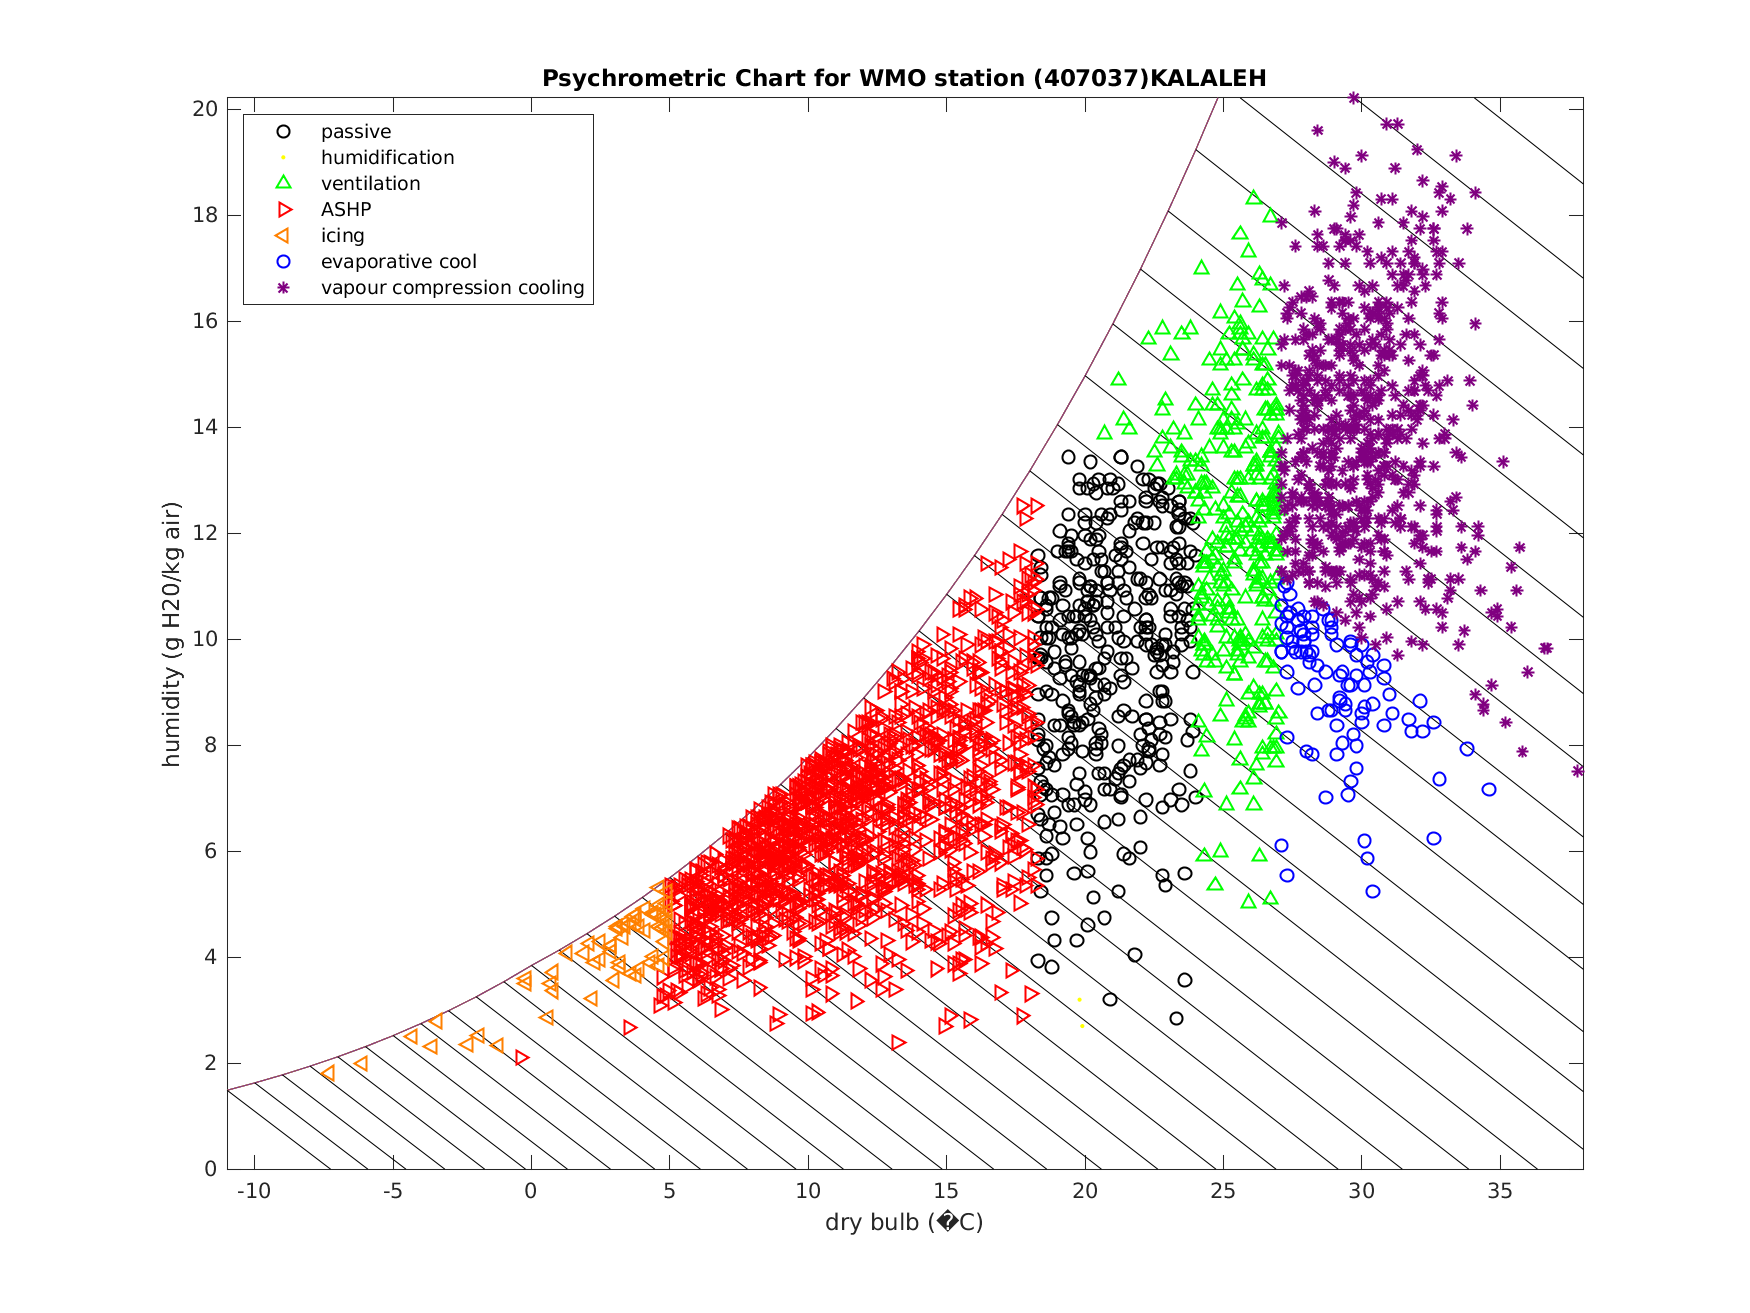 Psychrometric Chart for WMO station (407037)KALALEH
passive
humidification
ventilation
ASHP
icing
evaporative cool
vapour compression cooling
humidity (g H20/kg air)
20
18
16
14
12
10
8
6
4
2
0
-10 -5 0 5 10 15 20 25 30 35
dry bulb (�C)